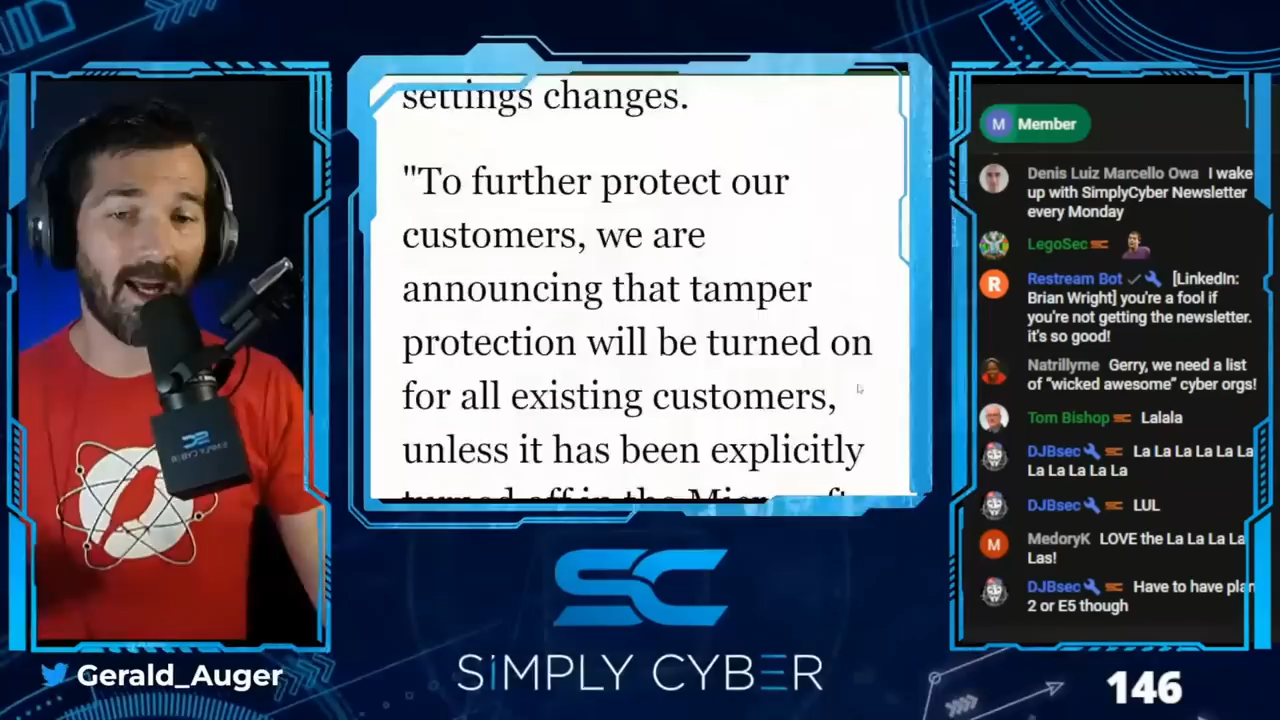 settings changes.
"To further protect our
customers, we are
announcing that tamper
protection will be turned on
for all existing customers,
unless it has been explicitly
Member
Denis Luiz Marcello Owa I wake
up with SimplyCyber Newsletter
every Monday
LegoSec
Restream Bot [LinkedIn:
Brian Wright] you're a fool if
you're not getting the newsletter.
it's so good!
Natrillyme Gerry, we need a list
of "wicked awesome" cyber orgs!
Tom Bishop Lalala
DJBsec La La La La La La
La La La La La
DJBsec LUL
MedoryK LOVE the La La La La
Las!
DJBsec Have to have plan
2 or E5 though
M
R
M
SC
SiMPLY CYBER
Gerald_Auger
146